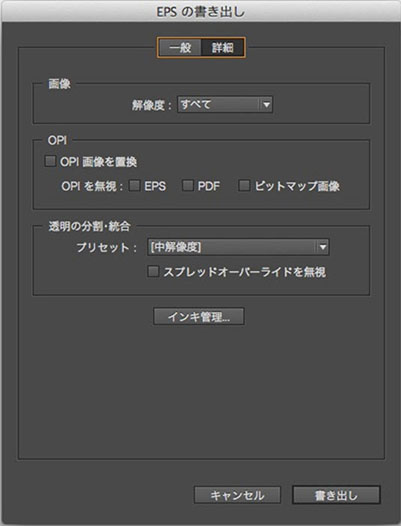 EPS の書き出し
一般 詳細
画像
解像度： すべて
OPI
OPI 画像を置換
OPI を無視： EPS PDF ビットマップ画像
透明の分割・統合
プリセット： [中解像度]
スプレッドオーバーライドを無視
インキ管理...
キャンセル 書き出し